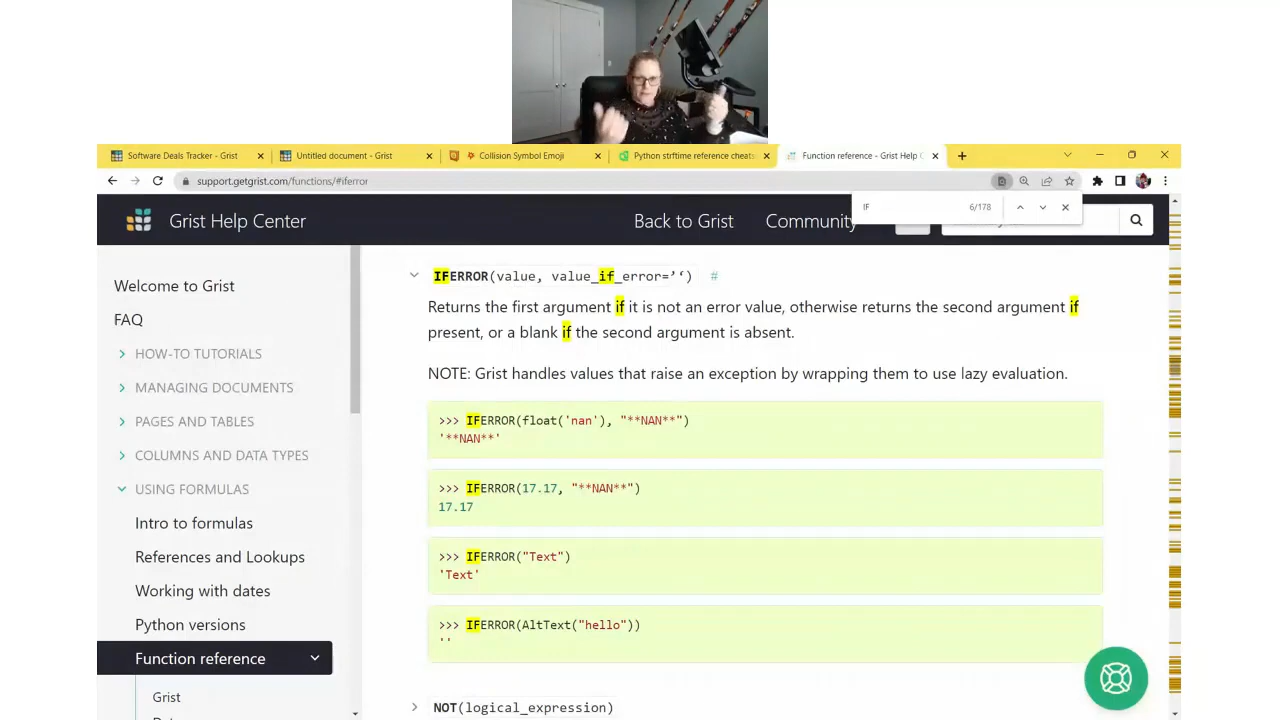 Software Deals Tracker - Grist
Untitled document - Grist
Collision Symbol Emoji
Python strftime reference cheats
Function reference - Grist Help C
support.getgrist.com/functions/#iferror
IF
6/178
Grist Help Center
Back to Grist
Community
Welcome to Grist
FAQ
HOW-TO TUTORIALS
MANAGING DOCUMENTS
PAGES AND TABLES
COLUMNS AND DATA TYPES
USING FORMULAS
Intro to formulas
References and Lookups
Working with dates
Python versions
Function reference
Grist
IFERROR(value, value_if_error=’‘) #
Returns the first argument if it is not an error value, otherwise returns the second argument if
present, or a blank if the second argument is absent.
NOTE: Grist handles values that raise an exception by wrapping them to use lazy evaluation.
>>> IFERROR(float('nan'), "**NAN**")
'**NAN**'
>>> IFERROR(17.17, "**NAN**")
17.17
>>> IFERROR("Text")
'Text'
>>> IFERROR(AltText("hello"))
''
NOT(logical_expression)